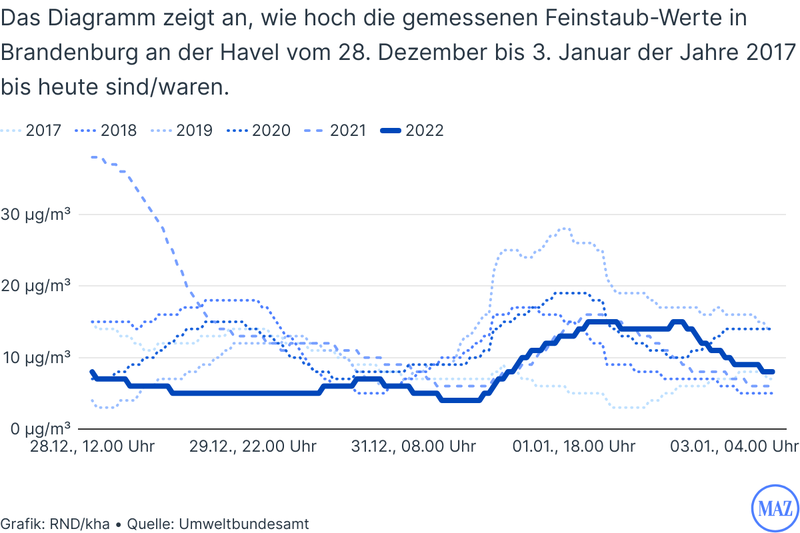 Das Diagramm zeigt an, wie hoch die gemessenen Feinstaub-Werte in
Brandenburg an der Havel vom 28. Dezember bis 3. Januar der Jahre 2017
bis heute sind/waren.
2017 2018 2019 2020 2021 2022
30 µg/m³
20 µg/m³
10 µg/m³
0 µg/m³
28.12., 12.00 Uhr 29.12., 22.00 Uhr 31.12., 08.00 Uhr 01.01., 18.00 Uhr 03.01., 04.00 Uhr
MAZ
Grafik: RND/kha • Quelle: Umweltbundesamt